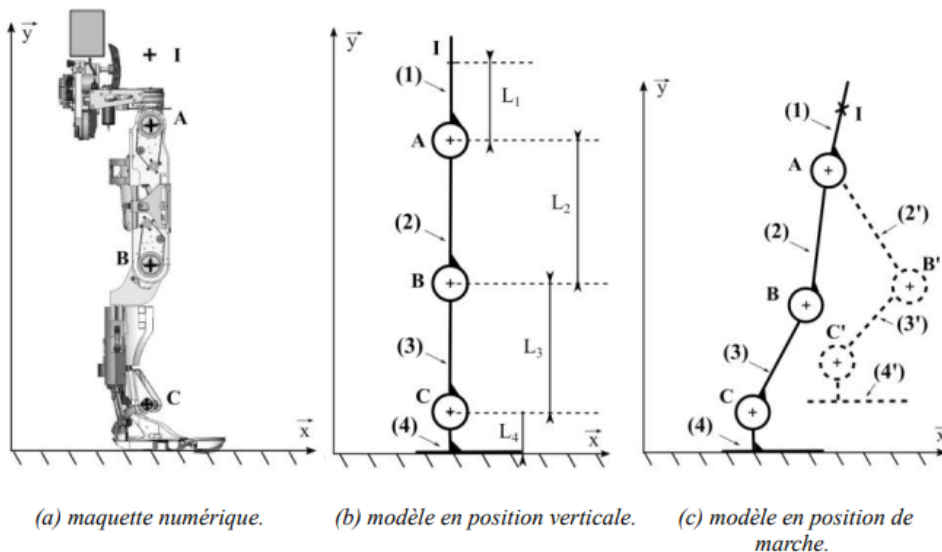 y
I
A
B
C
x
(a) maquette numérique.
y
I
(1)
L1
A
(2)
L2
B
(3)
L3
C
(4)
L4
x
(b) modèle en position verticale.
y
(1)
I
A
(2)
(2')
B
B'
(3)
(3')
C'
C
(4)
(4')
x
(c) modèle en position de
marche.